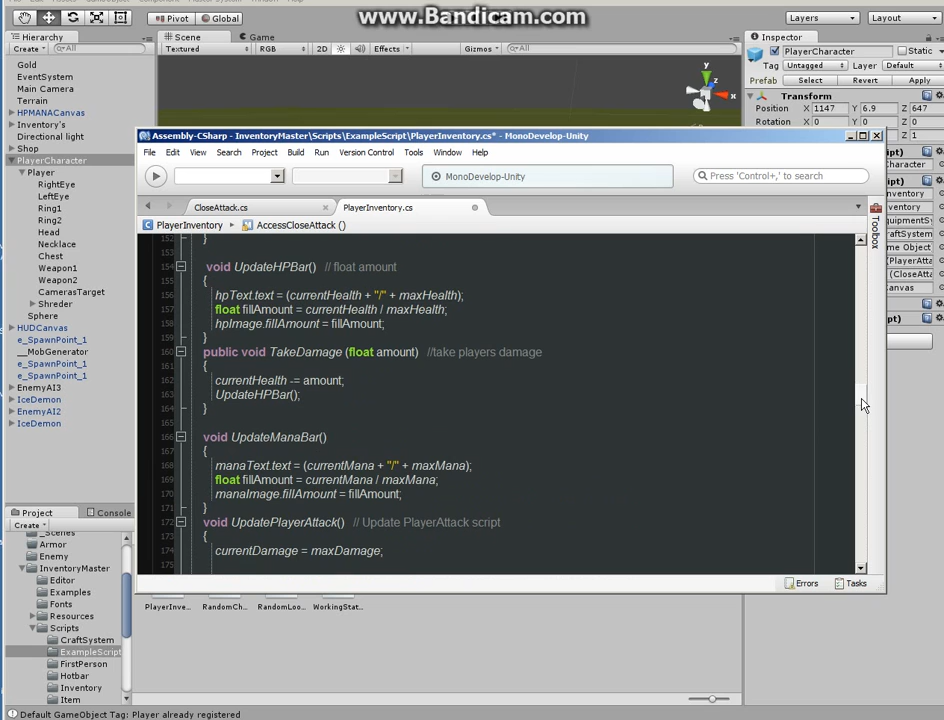 www.Bandicam.com
Pivot
Global
Layers
Layout
Hierarchy
Create
All
Gold
EventSystem
Main Camera
Terrain
HPMANACanvas
Inventory's
Directional light
Shop
PlayerCharacter
Player
RightEye
LeftEye
Ring1
Ring2
Head
Necklace
Chest
Weapon1
Weapon2
CamerasTarget
Shreder
Sphere
HUDCanvas
e_SpawnPoint_1
__MobGenerator
e_SpawnPoint_1
e_SpawnPoint_1
EnemyAI3
IceDemon
EnemyAI2
IceDemon
Scene
Game
Textured
RGB
2D
Effects
Gizmos
All
y
x
z
Inspector
PlayerCharacter
Static
Tag
Untagged
Layer
Default
Prefab
Select
Revert
Apply
Transform
Position
X
1147
Y
6.9
Z
647
Rotation
X
0
Y
0
Z
Assembly-CSharp - InventoryMaster\Scripts\ExampleScript\PlayerInventory.cs* - MonoDevelop-Unity
File Edit View Search Project Build Run Version Control Tools Window Help
MonoDevelop-Unity
Press 'Control+,' to search
CloseAttack.cs
PlayerInventory.cs
Toolbox
PlayerInventory
AccessCloseAttack ()
152 }
153
154 void UpdateHPBar() // float amount
155 {
156 hpText.text = (currentHealth + "/" + maxHealth);
157 float fillAmount = currentHealth / maxHealth;
158 hpImage.fillAmount = fillAmount;
159 }
160 public void TakeDamage (float amount) //take players damage
161 {
162 currentHealth -= amount;
163 UpdateHPBar();
164 }
165
166 void UpdateManaBar()
167 {
168 manaText.text = (currentMana + "/" + maxMana);
169 float fillAmount = currentMana / maxMana;
170 manaImage.fillAmount = fillAmount;
171 }
172 void UpdatePlayerAttack() // Update PlayerAttack script
173 {
174 currentDamage = maxDamage;
175
Errors
Tasks
Project
Console
Create
_Scenes
Armor
Enemy
InventoryMaster
Editor
Examples
Fonts
Resources
Scripts
CraftSystem
ExampleScript
FirstPerson
Hotbar
Inventory
Item
PlayerInve...
RandomCh...
RandomLoo...
WorkingStat...
Default GameObject Tag: Player already registered